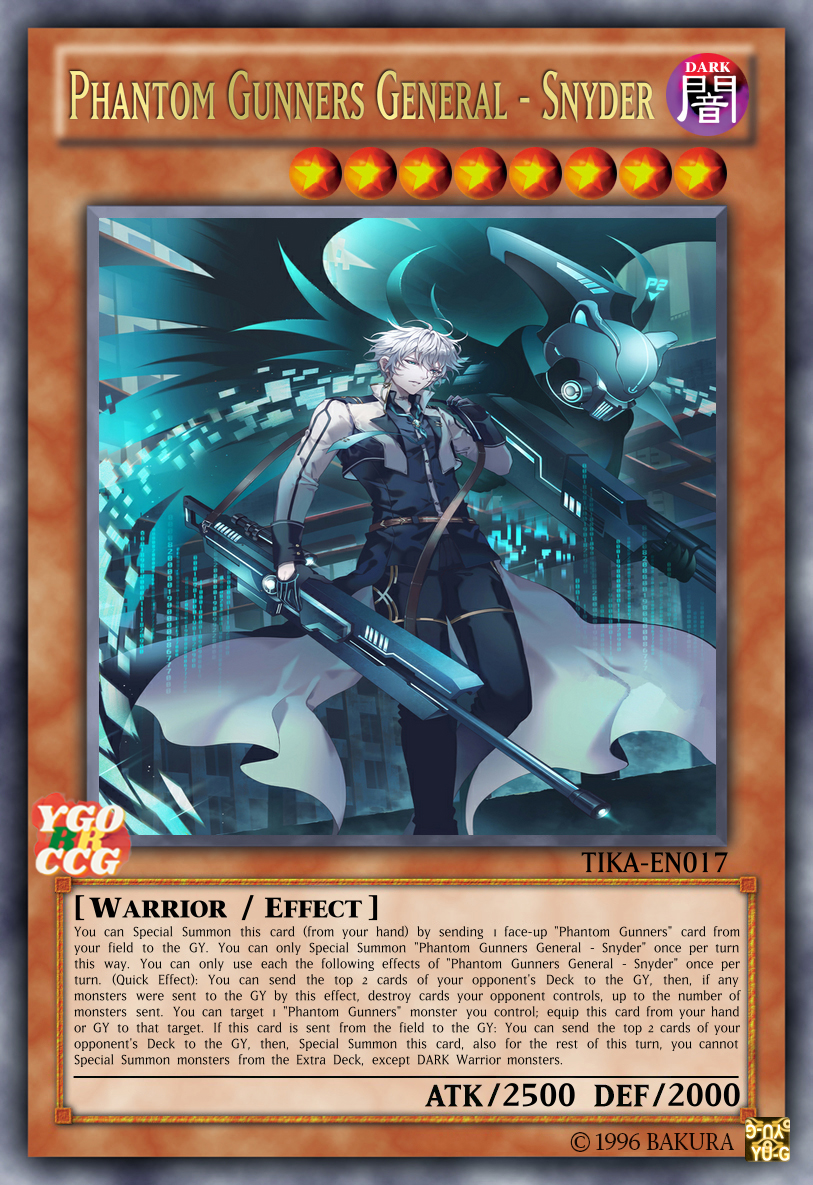 PHANTOM GUNNERS GENERAL - SNYDER
DARK
闇
P2
YGO
BR
CCG
TIKA-EN017
[ WARRIOR / EFFECT ]
You can Special Summon this card (from your hand) by sending 1 face-up "Phantom Gunners" card from
your field to the GY. You can only Special Summon "Phantom Gunners General - Snyder" once per turn
this way. You can only use each the following effects of "Phantom Gunners General - Snyder" once per
turn. (Quick Effect): You can send the top 2 cards of your opponent's Deck to the GY, then, if any
monsters were sent to the GY by this effect, destroy cards your opponent controls, up to the number of
monsters sent. You can target 1 "Phantom Gunners" monster you control; equip this card from your hand
or GY to that target. If this card is sent from the field to the GY: You can send the top 2 cards of your
opponent's Deck to the GY, then, Special Summon this card, also for the rest of this turn, you cannot
Special Summon monsters from the Extra Deck, except DARK Warrior monsters.
ATK/2500 DEF/2000
© 1996 BAKURA